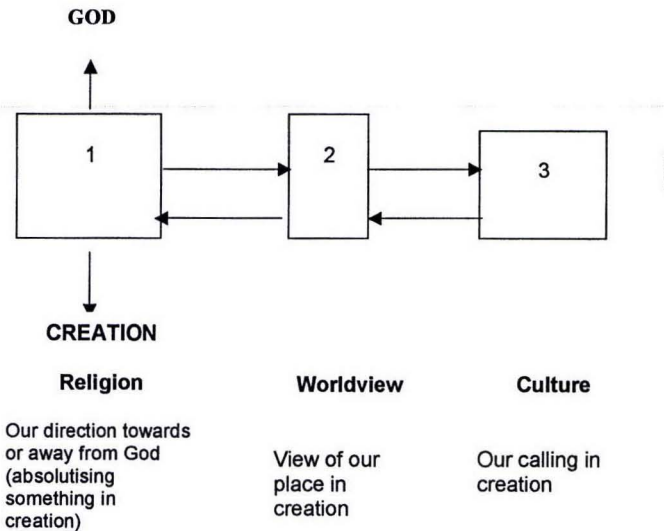 GOD
1
2
3
CREATION
Religion
Worldview
Culture
Our direction towards
or away from God
(absolutising
something in
creation)
View of our
place in
creation
Our calling in
creation